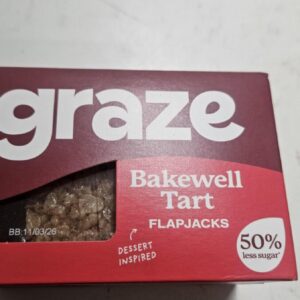 graze
Bakewell
Tart
FLAPJACKS
BB:11/03/26
DESSERT
INSPIRED
50%
less sugar*